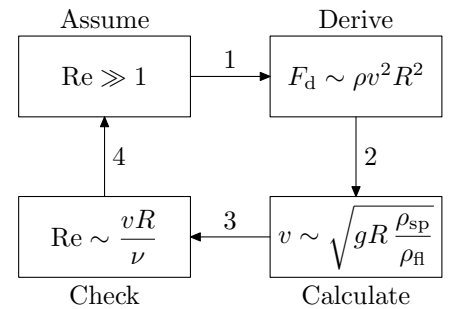 Assume
Derive
Re ≫ 1
1
F_d ∼ ρv²R²
4
2
Re ∼ vR/ν
3
v ∼ √(gR ρ_sp/ρ_fl)
Check
Calculate